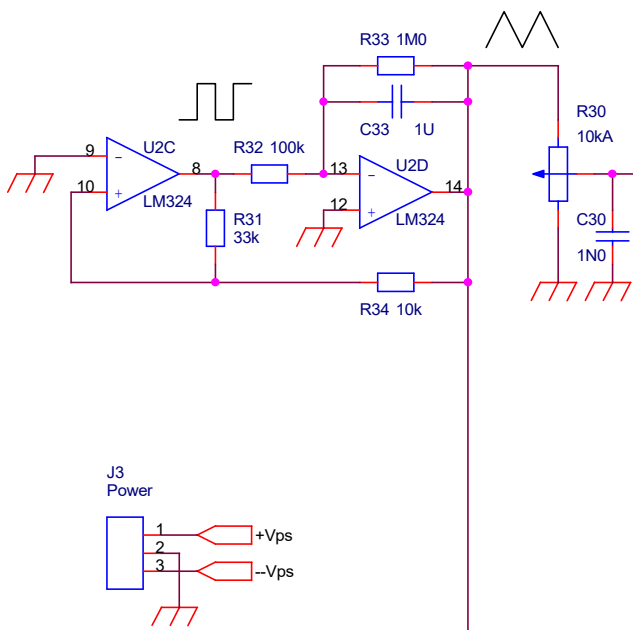 R33 1M0
C33 1U
R30
10kA
9
U2C
8
R32 100k
13
U2D
14
10
LM324
R31
33k
12
LM324
C30
1N0
R34 10k
J3
Power
1
+Vps
2
3
--Vps